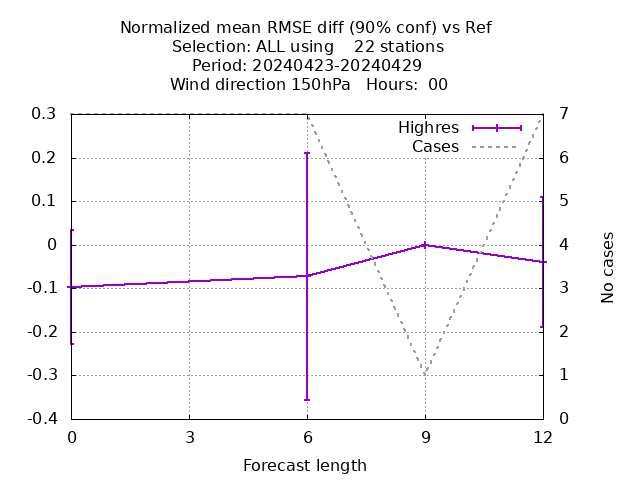 Normalized mean RMSE diff (90% conf) vs Ref
Selection: ALL using    22 stations
Period: 20240423-20240429
Wind direction 150hPa   Hours:  00
Highres
Cases
0.3
0.2
0.1
0
-0.1
-0.2
-0.3
-0.4
7
6
5
4
3
2
1
0
No cases
0
3
6
9
12
Forecast length